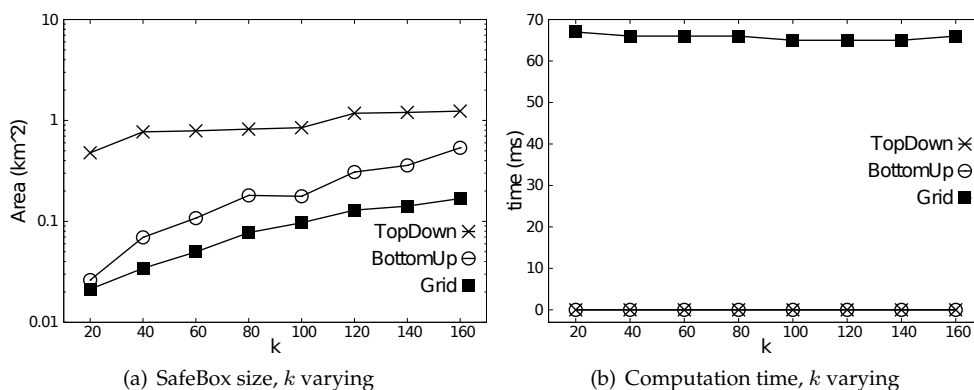 10
1
0.1
0.01
Area (km^2)
TopDown
BottomUp
Grid
20 40 60 80 100 120 140 160
k
(a) SafeBox size, k varying
70
60
50
40
30
20
10
0
time (ms)
TopDown
BottomUp
Grid
20 40 60 80 100 120 140 160
k
(b) Computation time, k varying